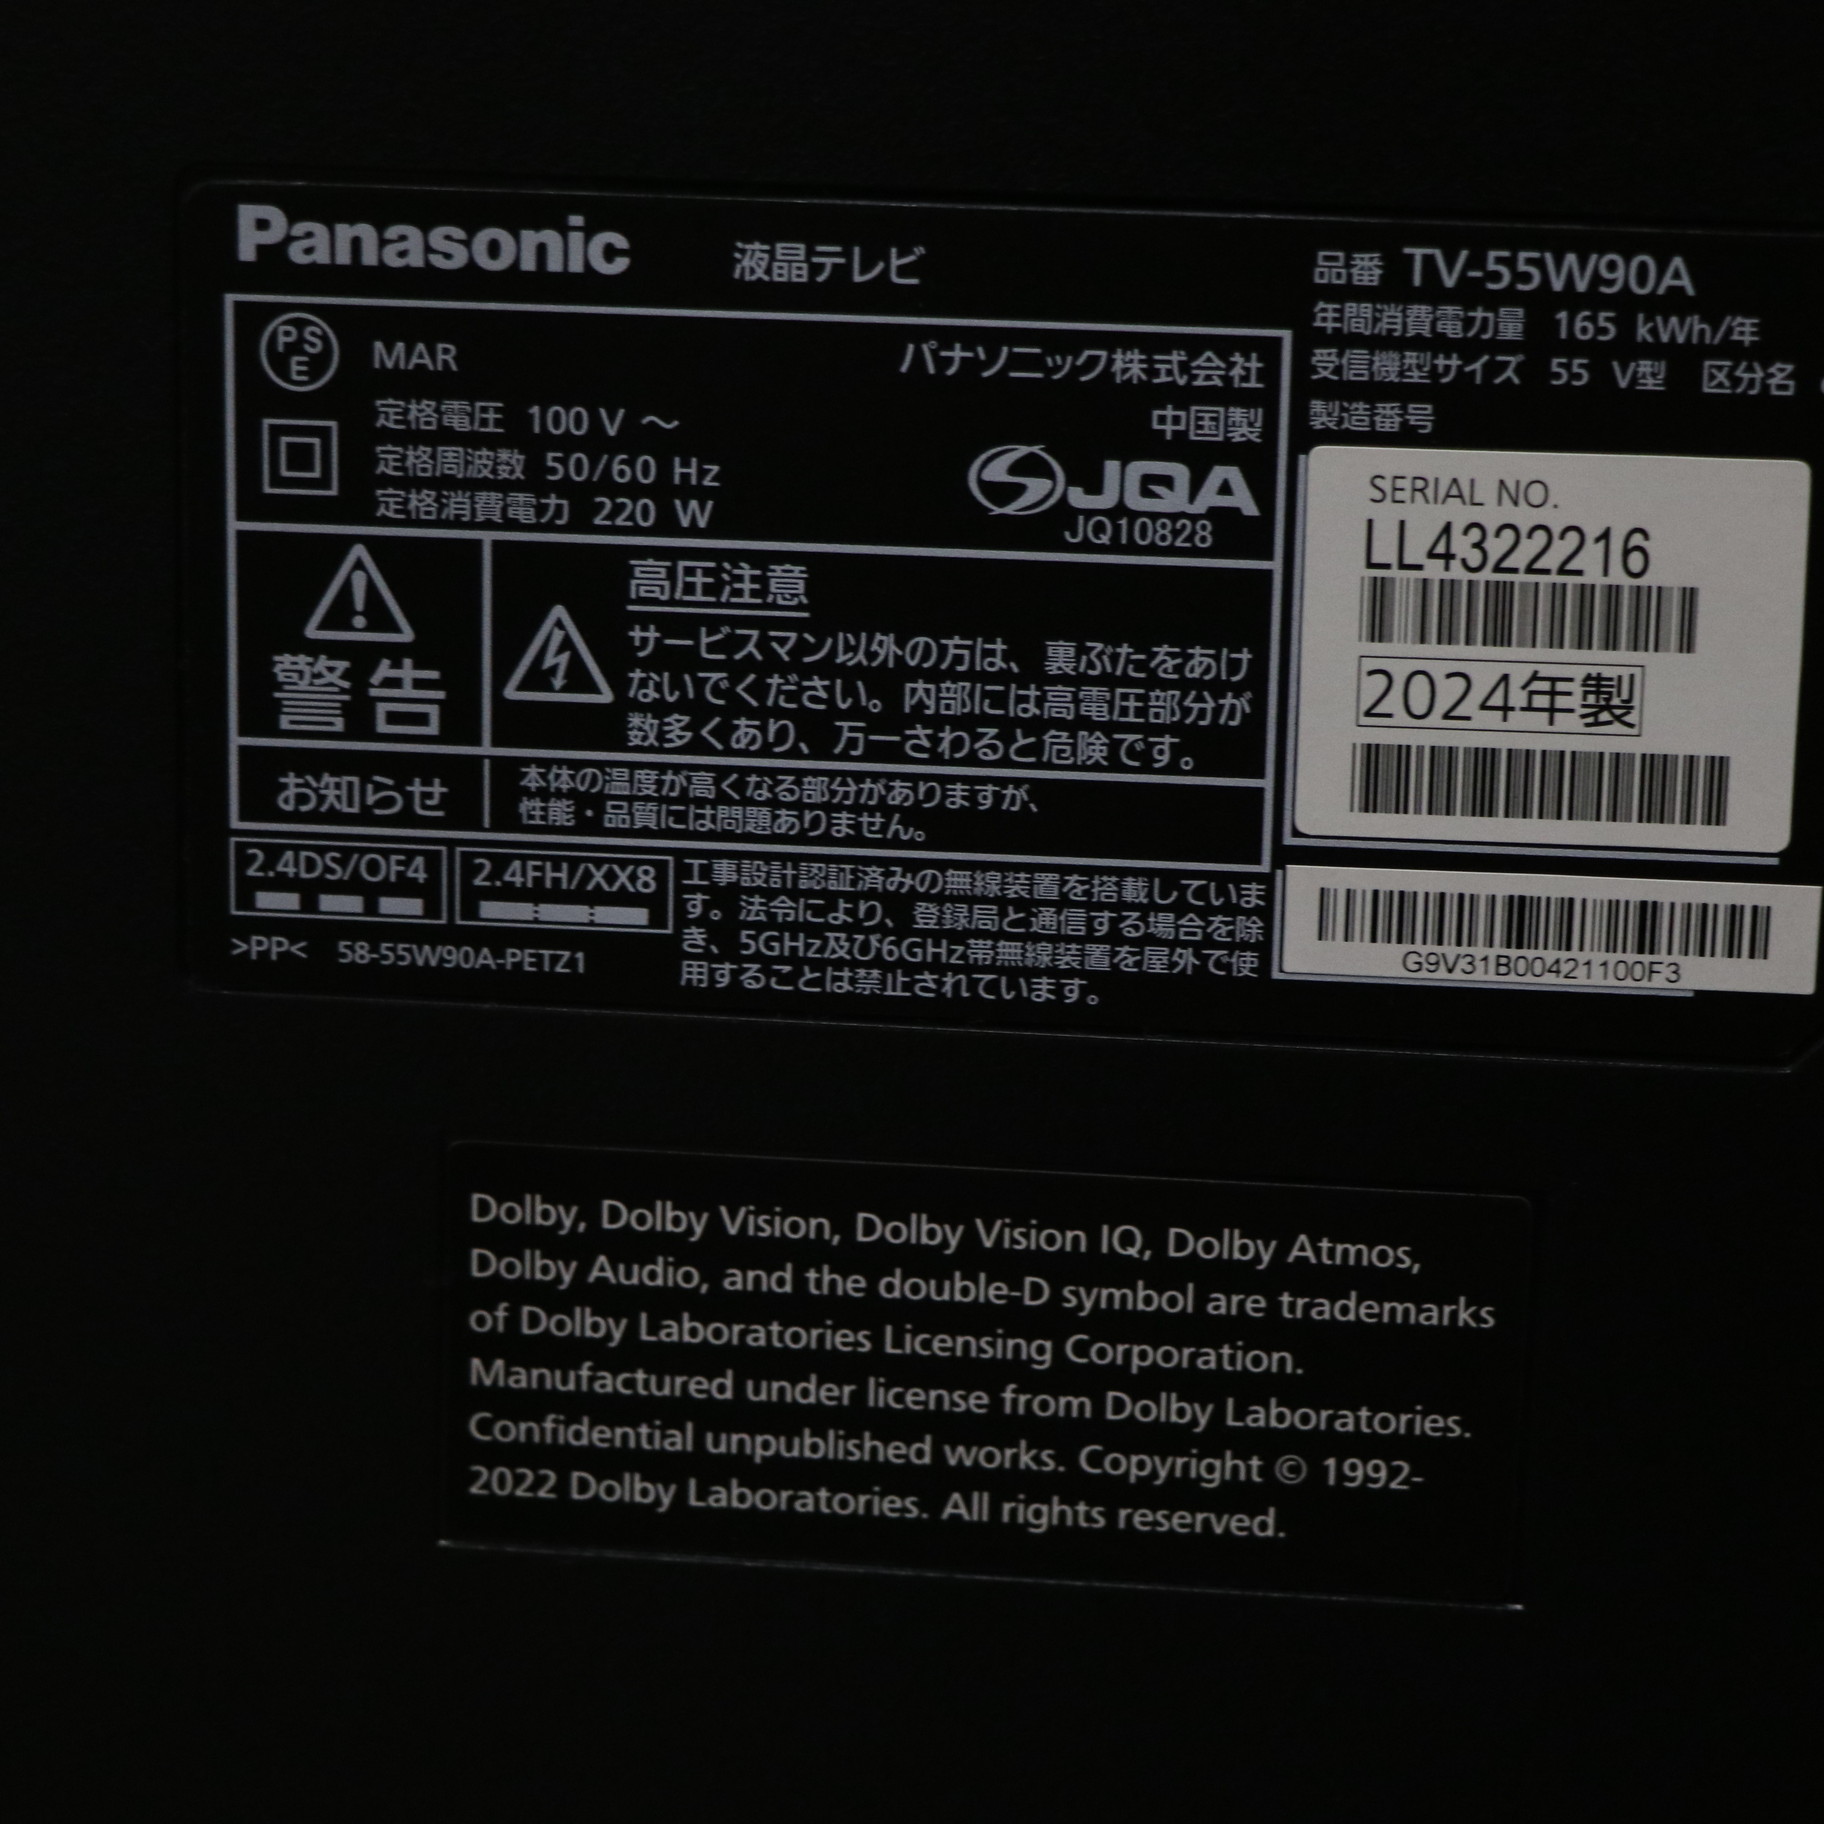 Panasonic 液晶テレビ
品番 TV-55W90A
年間消費電力量 165 kWh/年
受信機型サイズ 55 V型 区分名
製造番号
PSE MAR
パナソニック株式会社
中国製
定格電圧 100 V ～
定格周波数 50/60 Hz
定格消費電力 220 W
JQA
JQ10828
SERIAL NO.
LL4322216
2024年製
警告
高圧注意
サービスマン以外の方は、裏ぶたをあけ
ないでください。内部には高電圧部分が
数多くあり、万一さわると危険です。
お知らせ
本体の温度が高くなる部分がありますが、
性能・品質には問題ありません。
2.4DS/OF4
2.4FH/XX8
工事設計認証済みの無線装置を搭載していま
す。法令により、登録局と通信する場合を除
き、5GHz及び6GHz帯無線装置を屋外で使
用することは禁止されています。
>PP< 58-55W90A-PETZ1
G9V31B00421100F3
Dolby, Dolby Vision, Dolby Vision IQ, Dolby Atmos,
Dolby Audio, and the double-D symbol are trademarks
of Dolby Laboratories Licensing Corporation.
Manufactured under license from Dolby Laboratories.
Confidential unpublished works. Copyright © 1992-
2022 Dolby Laboratories. All rights reserved.